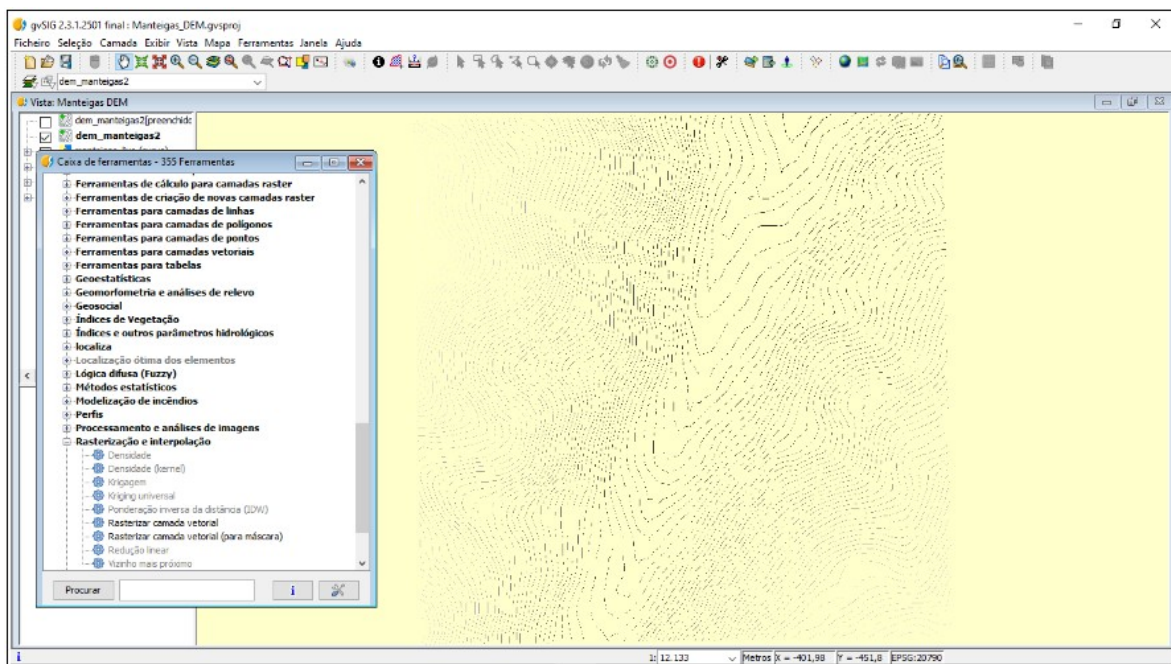 gvSIG 2.3.1.2501 final : Manteigas_DEM.gvsproj
Ficheiro Seleção Camada Exibir Vista Mapa Ferramentas Janela Ajuda
dem_manteigas2
Vista: Manteigas DEM
dem_manteigas2[preenchido
dem_manteigas2
Caixa de ferramentas - 355 Ferramentas
Ferramentas de cálculo para camadas raster
Ferramentas de criação de novas camadas raster
Ferramentas para camadas de linhas
Ferramentas para camadas de polígonos
Ferramentas para camadas de pontos
Ferramentas para camadas vetoriais
Ferramentas para tabelas
Geoestatísticas
Geomorfometria e análises de relevo
Geosocial
Índices de Vegetação
Índices e outros parâmetros hidrológicos
localiza
Localização ótima dos elementos
Lógica difusa (Fuzzy)
Métodos estatísticos
Modelização de incêndios
Perfis
Processamento e análises de imagens
Rasterização e interpolação
Densidade
Densidade (kernel)
Krigagem
Kriging universal
Ponderação inversa da distância (IDW)
Rasterizar camada vetorial
Rasterizar camada vetorial (para máscara)
Redução linear
Vizinho mais próximo
Procurar
1: 12.133 Metros X = -401,98 Y = -451,8 EPSG:20790